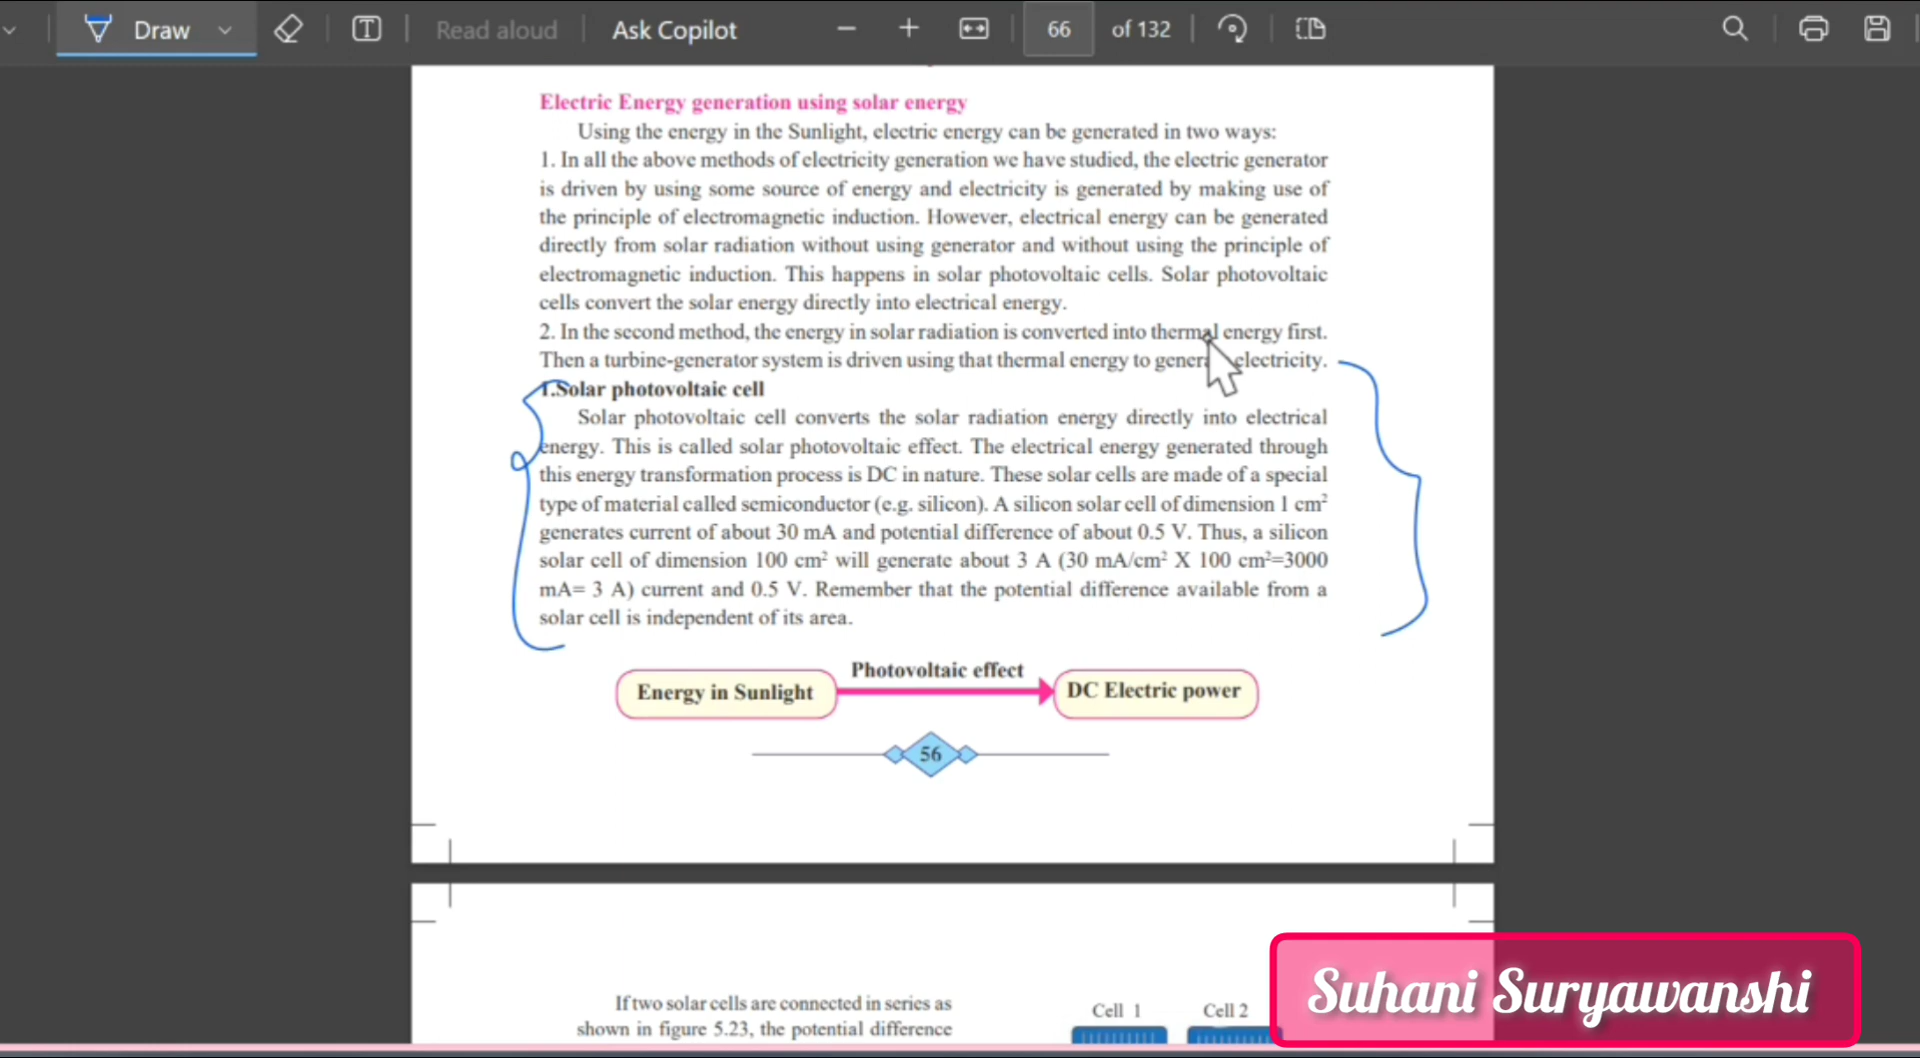 Draw
Read aloud
Ask Copilot
66 of 132
Electric Energy generation using solar energy
Using the energy in the Sunlight, electric energy can be generated in two ways:
1. In all the above methods of electricity generation we have studied, the electric generator
is driven by using some source of energy and electricity is generated by making use of
the principle of electromagnetic induction. However, electrical energy can be generated
directly from solar radiation without using generator and without using the principle of
electromagnetic induction. This happens in solar photovoltaic cells. Solar photovoltaic
cells convert the solar energy directly into electrical energy.
2. In the second method, the energy in solar radiation is converted into thermal energy first.
Then a turbine-generator system is driven using that thermal energy to electricity.
1.Solar photovoltaic cell
Solar photovoltaic cell converts the solar radiation energy directly into electrical
energy. This is called solar photovoltaic effect. The electrical energy generated through
this energy transformation process is DC in nature. These solar cells are made of a special
type of material called semiconductor (e.g. silicon). A silicon solar cell of dimension 1 cm²
generates current of about 30 mA and potential difference of about 0.5 V. Thus, a silicon
solar cell of dimension 100 cm² will generate about 3 A (30 mA/cm² X 100 cm²=3000
mA= 3 A) current and 0.5 V. Remember that the potential difference available from a
solar cell is independent of its area.
Energy in Sunlight
Photovoltaic effect
DC Electric power
56
If two solar cells are connected in series as
shown in figure 5.23, the potential difference
Cell 1
Cell 2
Suhani Suryawanshi